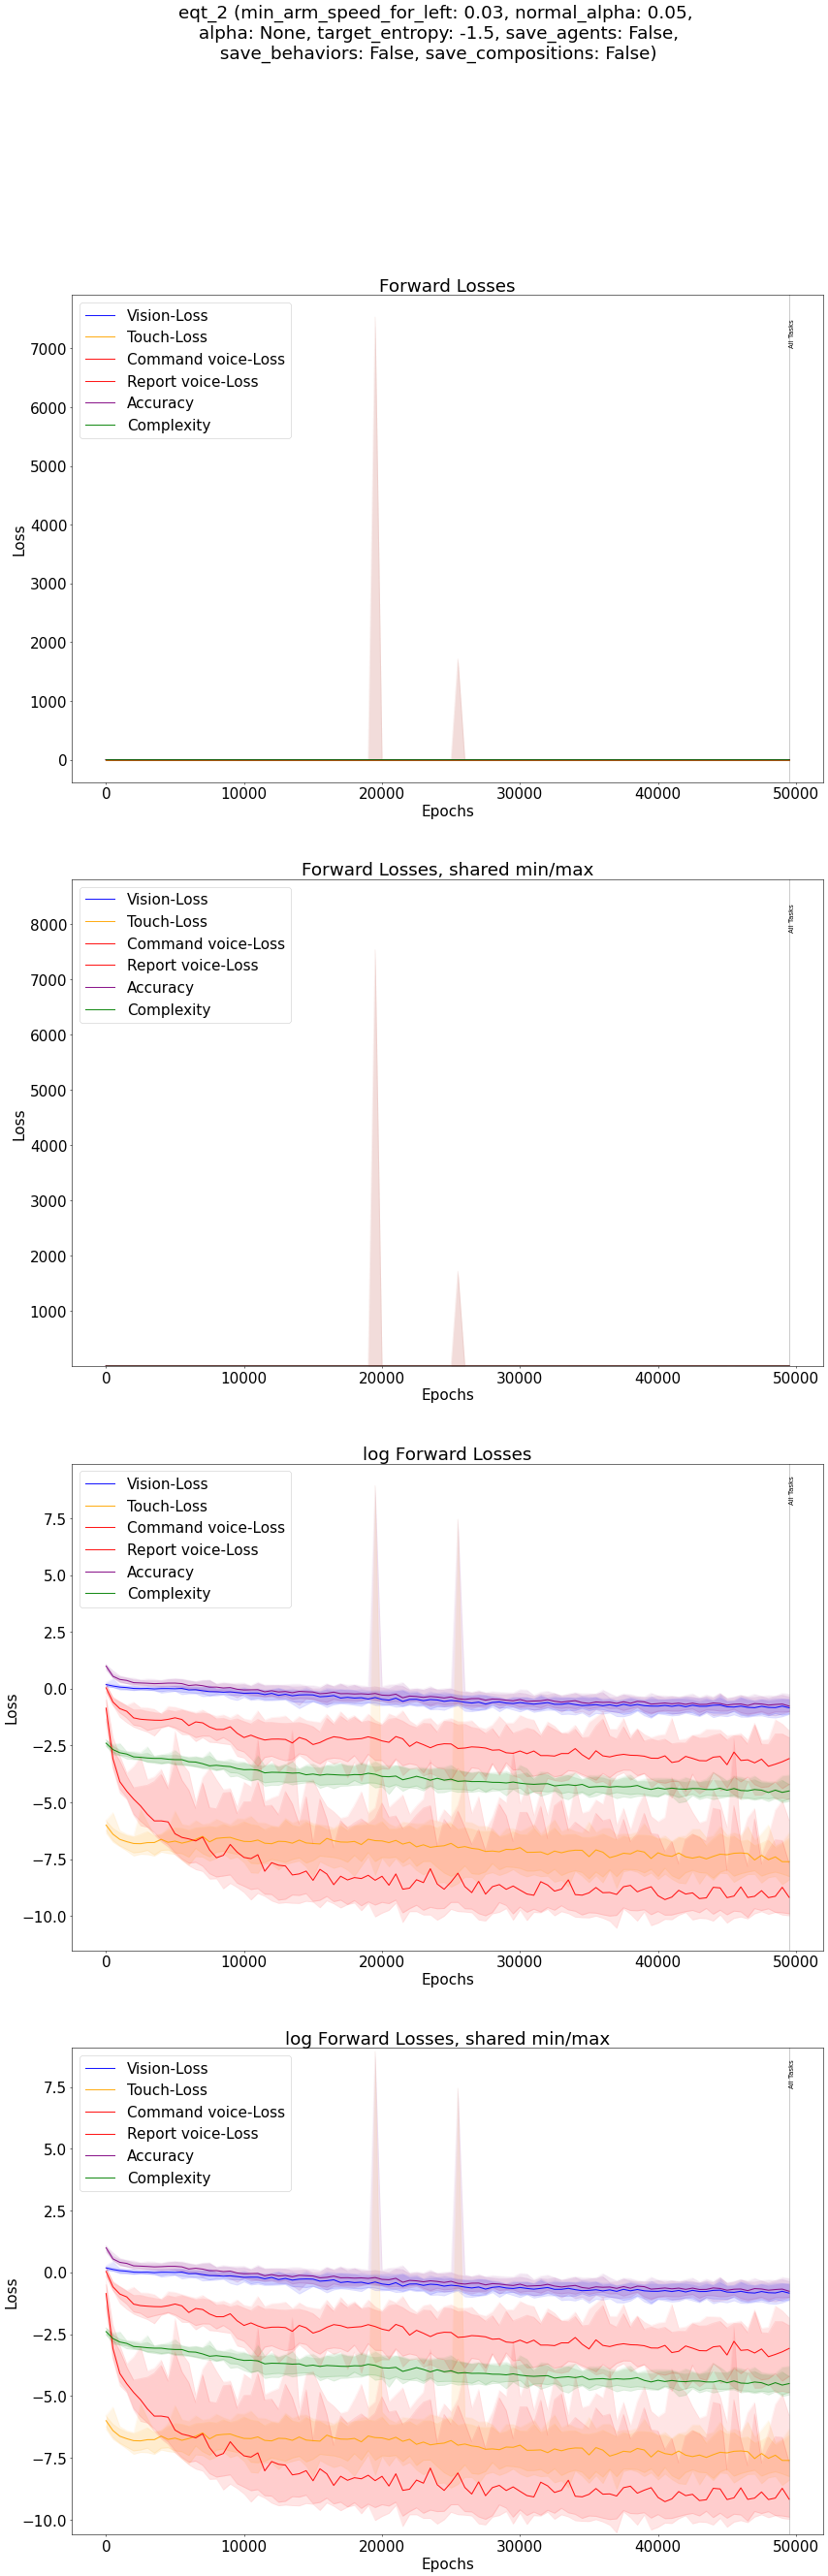 eqt_2 (min_arm_speed_for_left: 0.03, normal_alpha: 0.05,
alpha: None, target_entropy: -1.5, save_agents: False,
save_behaviors: False, save_compositions: False)
Forward Losses
Vision-Loss
Touch-Loss
Command voice-Loss
Report voice-Loss
Accuracy
Complexity
All Tasks
7000
6000
5000
4000
3000
2000
1000
0
Loss
0 10000 20000 30000 40000 50000
Epochs
Forward Losses, shared min/max
Vision-Loss
Touch-Loss
Command voice-Loss
Report voice-Loss
Accuracy
Complexity
All Tasks
8000
7000
6000
5000
4000
3000
2000
1000
Loss
0 10000 20000 30000 40000 50000
Epochs
log Forward Losses
Vision-Loss
Touch-Loss
Command voice-Loss
Report voice-Loss
Accuracy
Complexity
All Tasks
7.5
5.0
2.5
0.0
−2.5
−5.0
−7.5
−10.0
Loss
0 10000 20000 30000 40000 50000
Epochs
log Forward Losses, shared min/max
Vision-Loss
Touch-Loss
Command voice-Loss
Report voice-Loss
Accuracy
Complexity
All Tasks
7.5
5.0
2.5
0.0
−2.5
−5.0
−7.5
−10.0
Loss
0 10000 20000 30000 40000 50000
Epochs